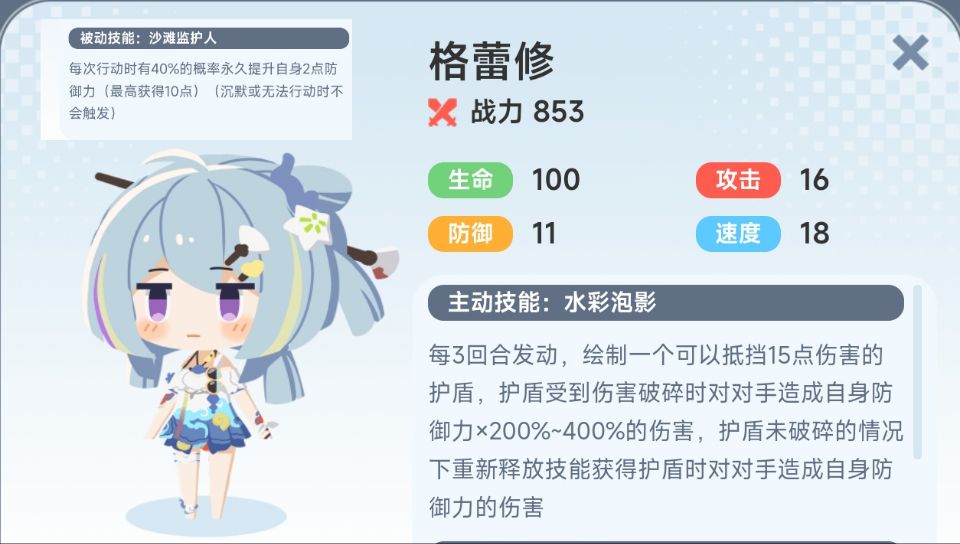 被动技能：沙滩监护人
每次行动时有40%的概率永久提升自身2点防
御力（最高获得10点）（沉默或无法行动时不
会触发）
格蕾修
战力 853
生命 100 攻击 16
防御 11 速度 18
主动技能：水彩泡影
每3回合发动，绘制一个可以抵挡15点伤害的
护盾，护盾受到伤害破碎时对对手造成自身防
御力×200%~400%的伤害，护盾未破碎的情况
下重新释放技能获得护盾时对对手造成自身防
御力的伤害